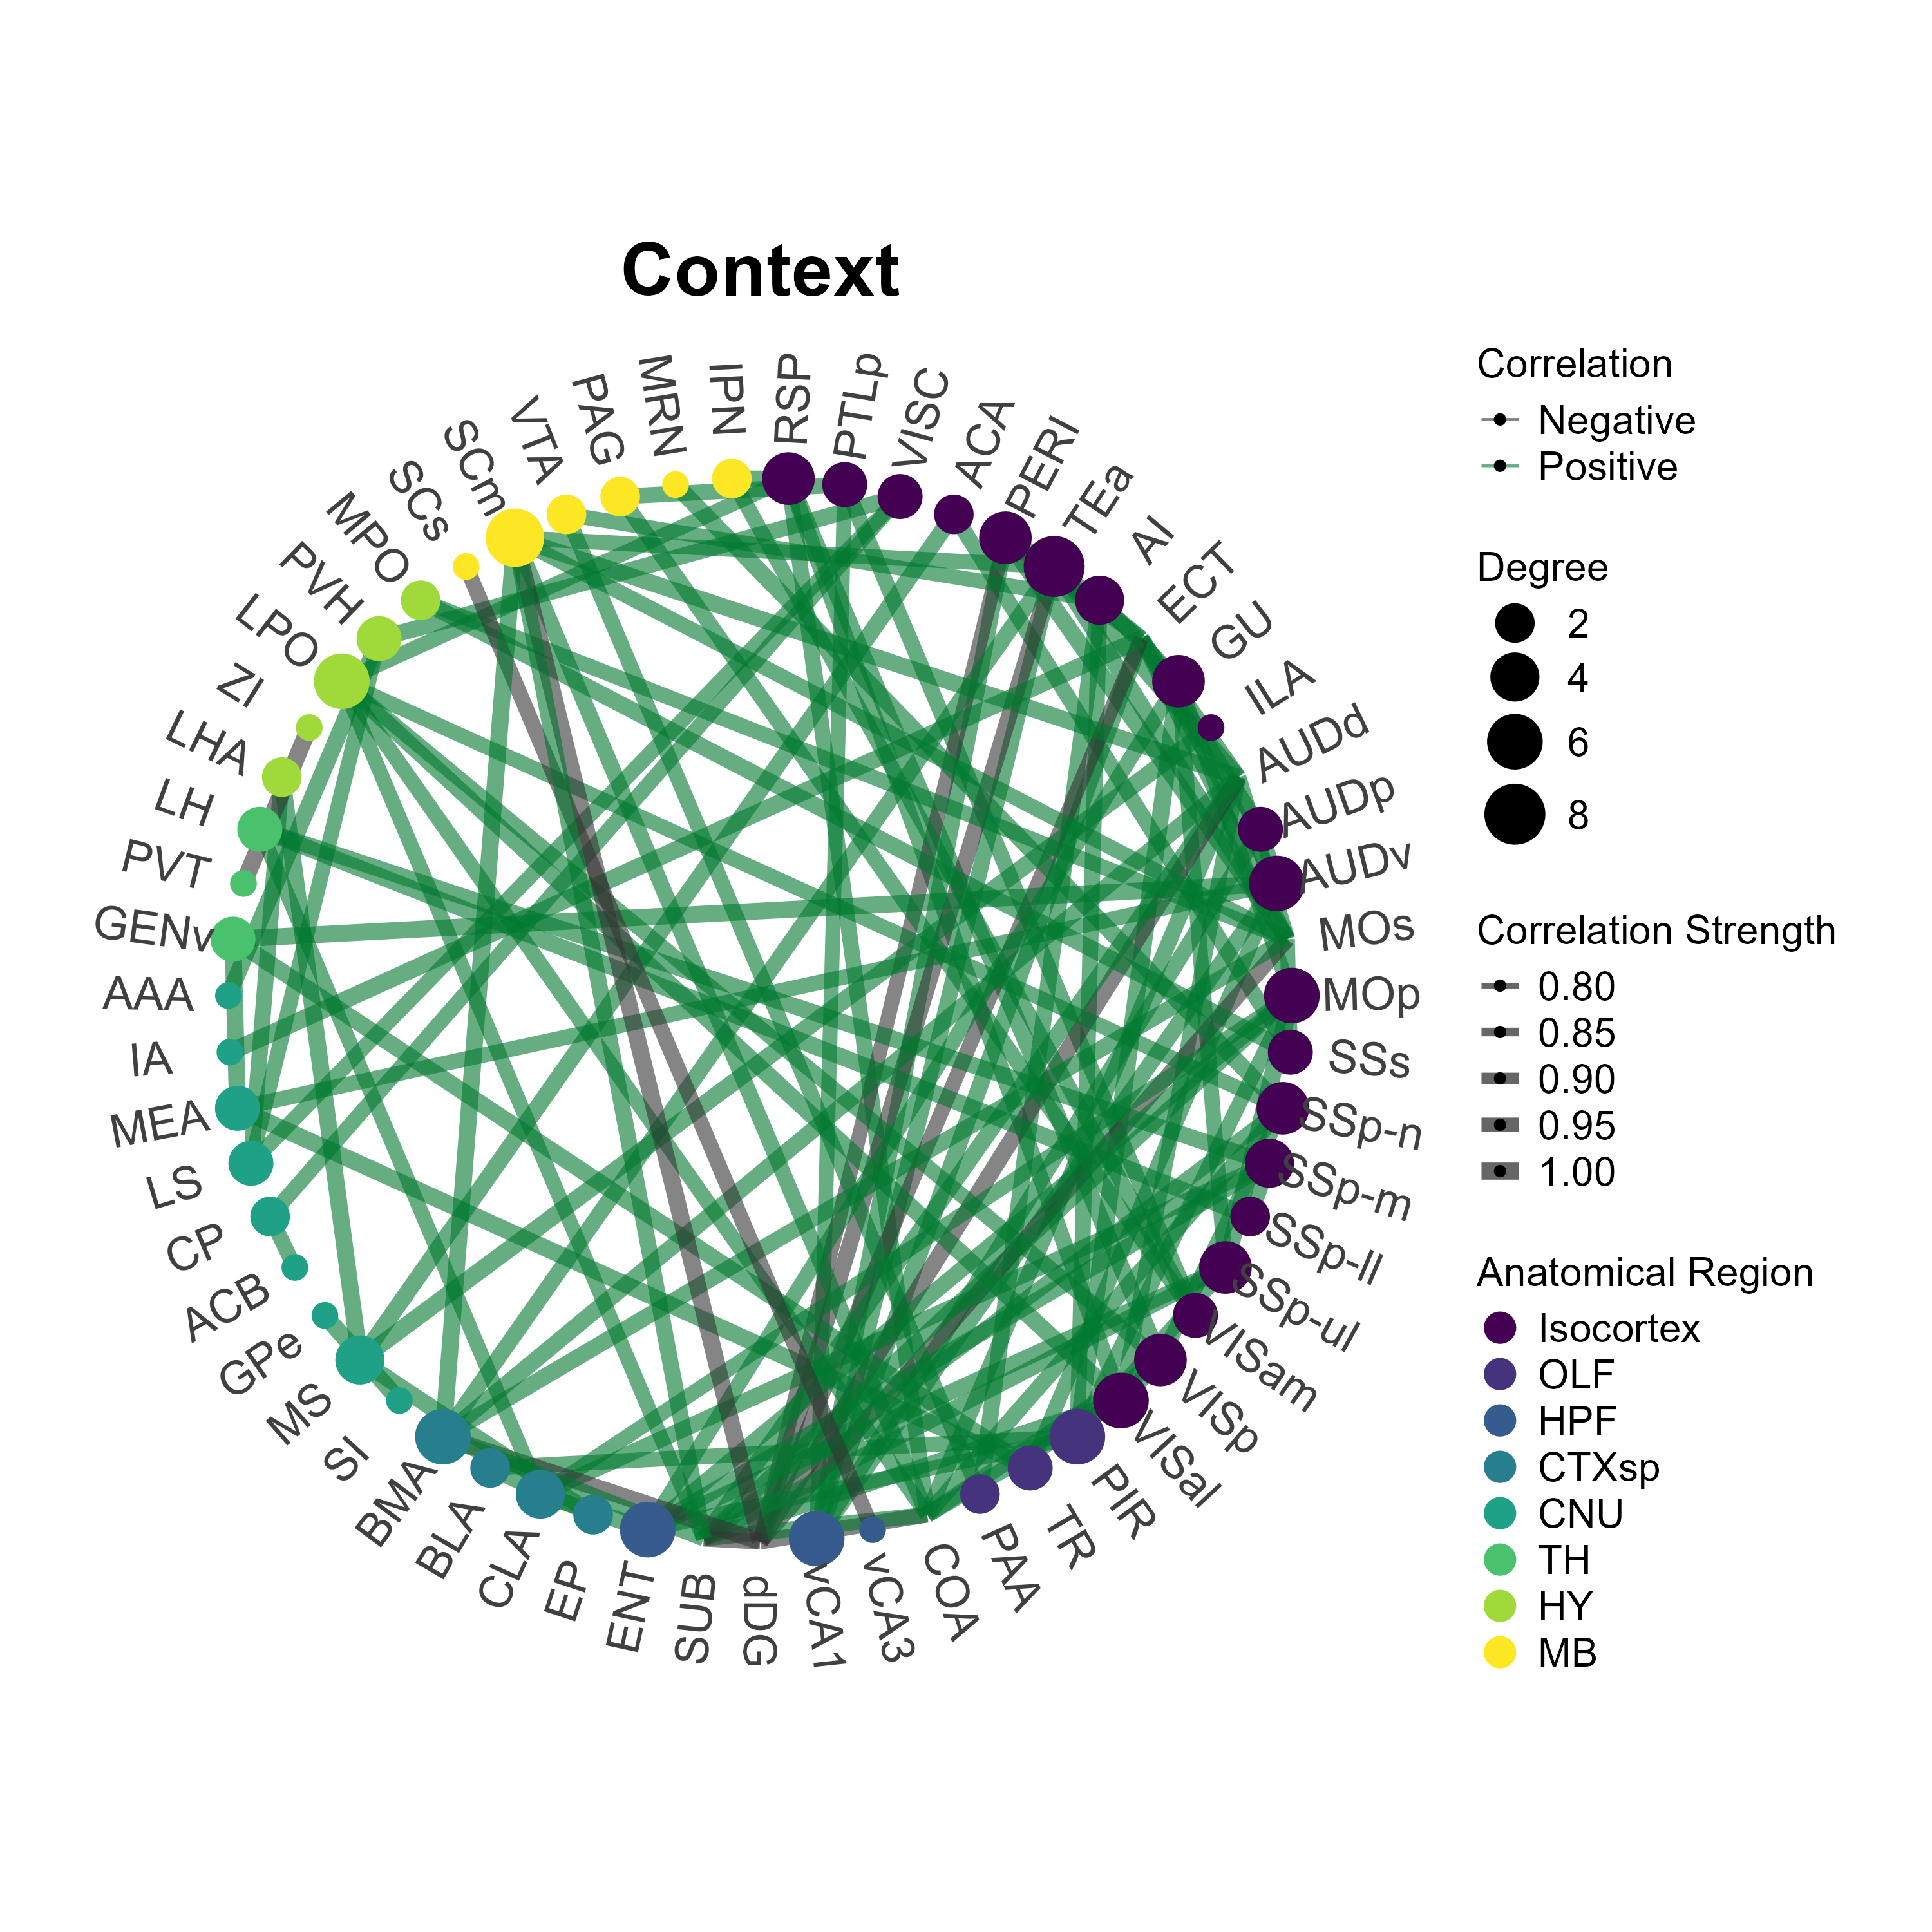 Context
RSP
PTLp
VISC
ACA
PERI
TEa
AI
ECT
GU
ILA
AUDd
AUDp
AUDv
MOs
MOp
SSs
SSp-n
SSp-m
SSp-ll
SSp-ul
VISam
VISp
VISal
PIR
TR
PAA
COA
vCA3
vCA1
dDG
SUB
ENT
EP
CLA
BLA
BMA
SI
MS
GPe
ACB
CP
LS
MEA
IA
AAA
GENv
PVT
LH
LHA
ZI
LPO
PVH
MPO
SCs
SCm
VTA
PAG
MRN
IPN
Correlation
Negative
Positive
Degree
2
4
6
8
Correlation Strength
0.80
0.85
0.90
0.95
1.00
Anatomical Region
Isocortex
OLF
HPF
CTXsp
CNU
TH
HY
MB